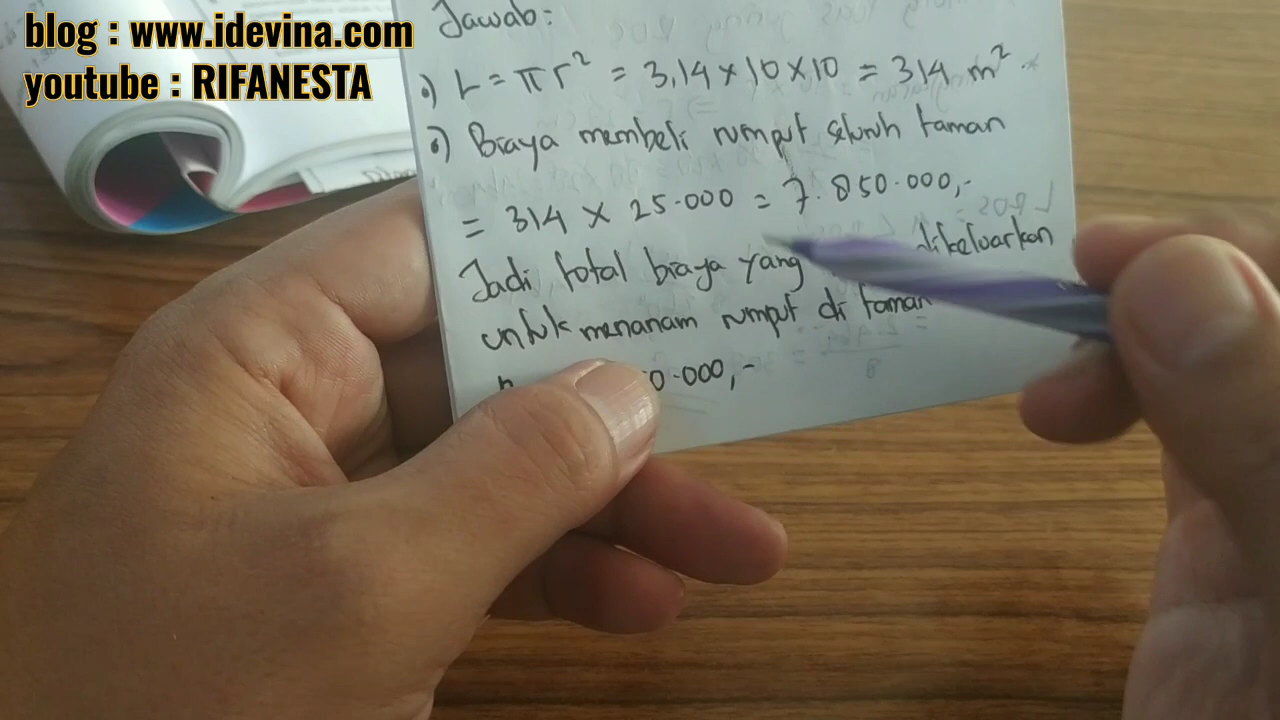 blog : www.idevina.com
youtube : RIFANESTA
Jawab:
•) L = π r² = 3,14 × 10 × 10 = 314 m²
•) Biaya membeli rumput seluruh taman
= 314 × 25.000 = 7.850.000,-
Jadi total biaya yang dikeluarkan
untuk menanam rumput di taman
0.000,-